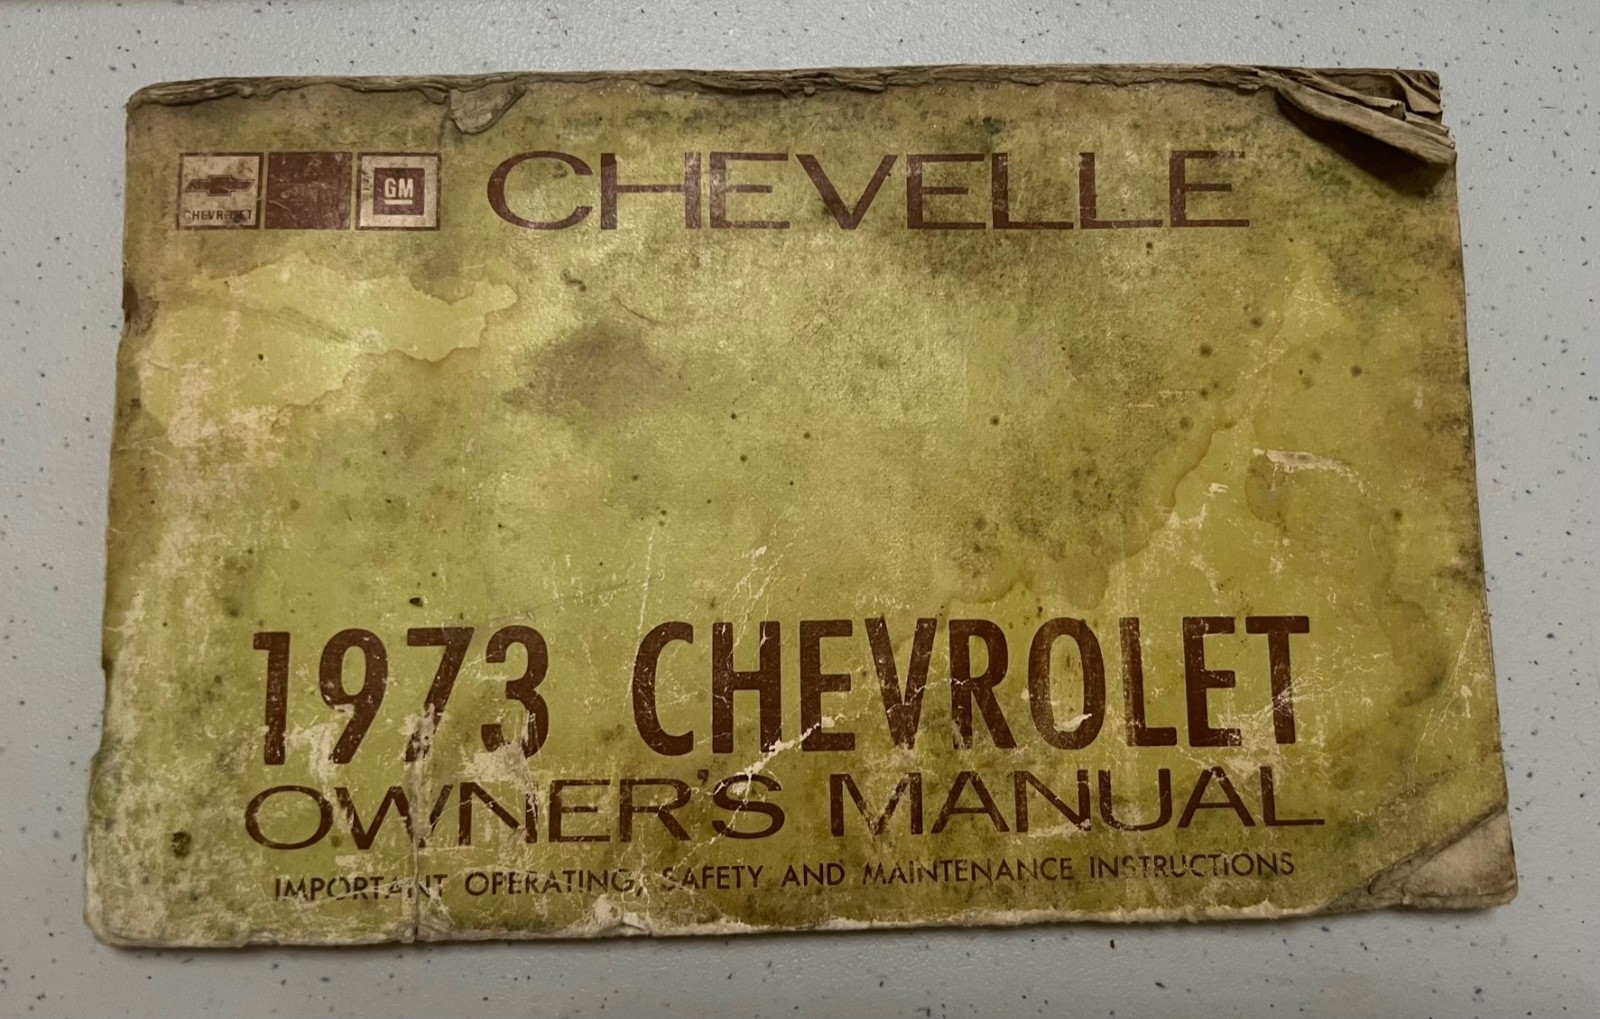 CHEVROLET GM CHEVELLE
1973 CHEVROLET
OWNER'S MANUAL
IMPORTANT OPERATING, SAFETY AND MAINTENANCE INSTRUCTIONS